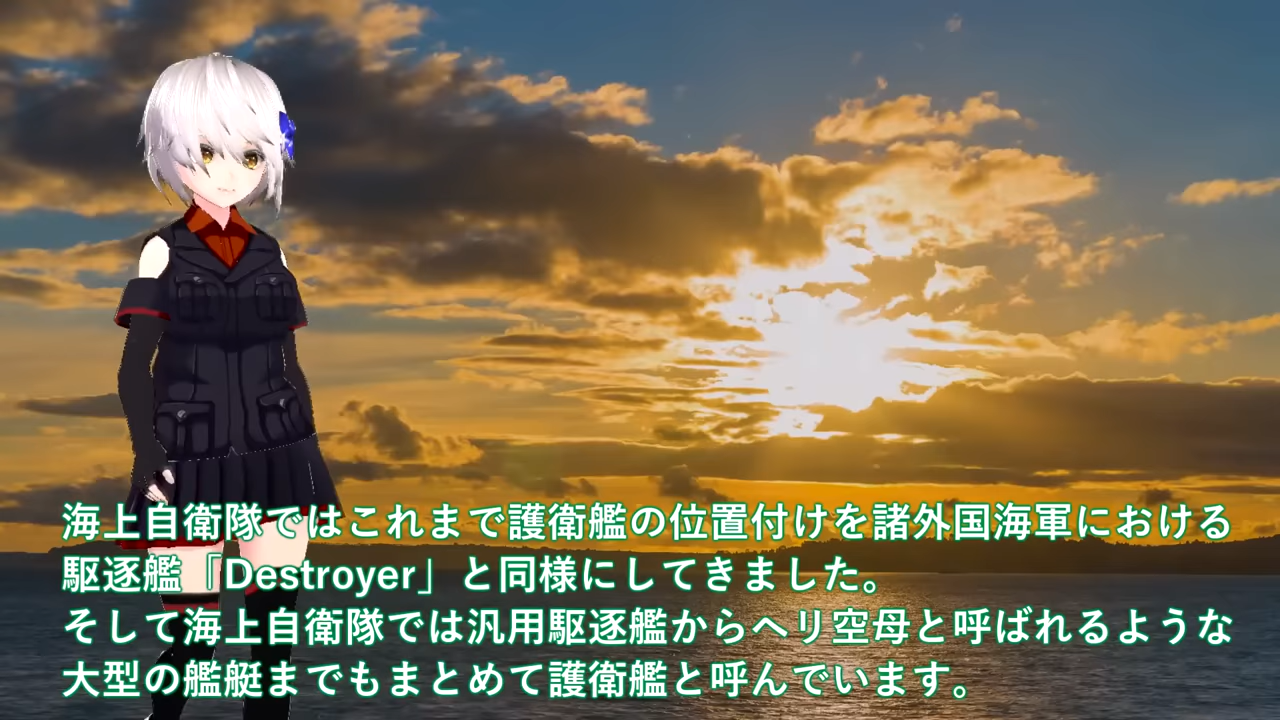 海上自衛隊ではこれまで護衛艦の位置付けを諸外国海軍における
駆逐艦「Destroyer」と同様にしてきました。
そして海上自衛隊では汎用駆逐艦からヘリ空母と呼ばれるような
大型の艦艇までもまとめて護衛艦と呼んでいます。